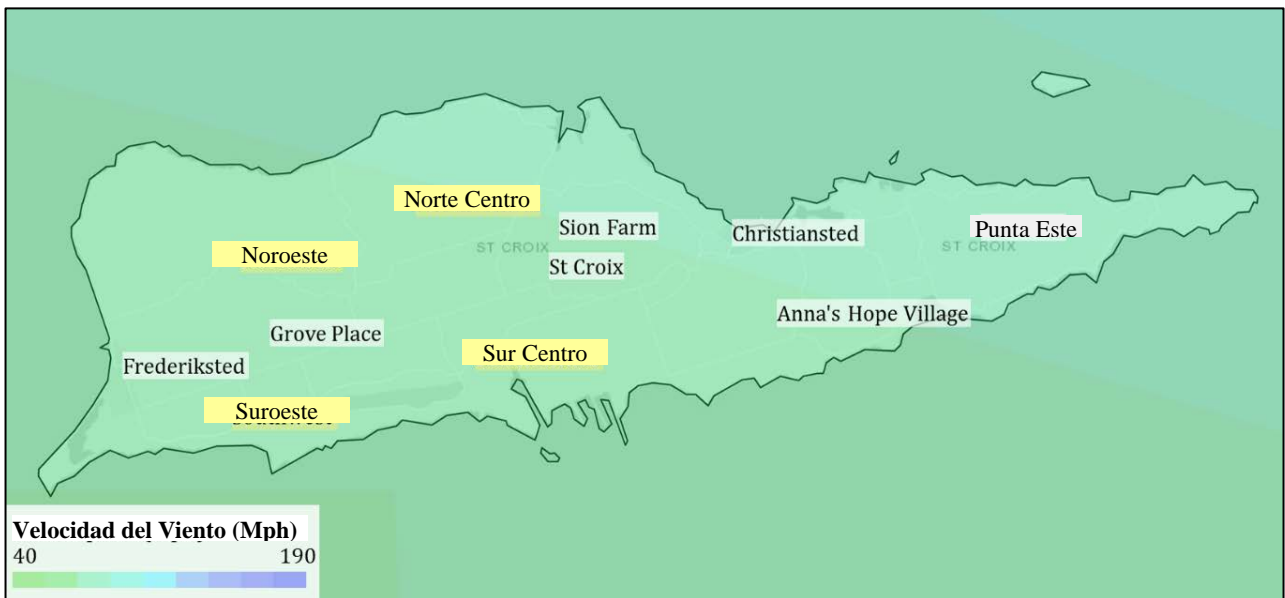 Norte Centro
Sion Farm
Christiansted
Punta Este
ST CROIX
ST CROIX
Noroeste
St Croix
Anna's Hope Village
Grove Place
Sur Centro
Frederiksted
Suroeste
Velocidad del Viento (Mph)
40 190